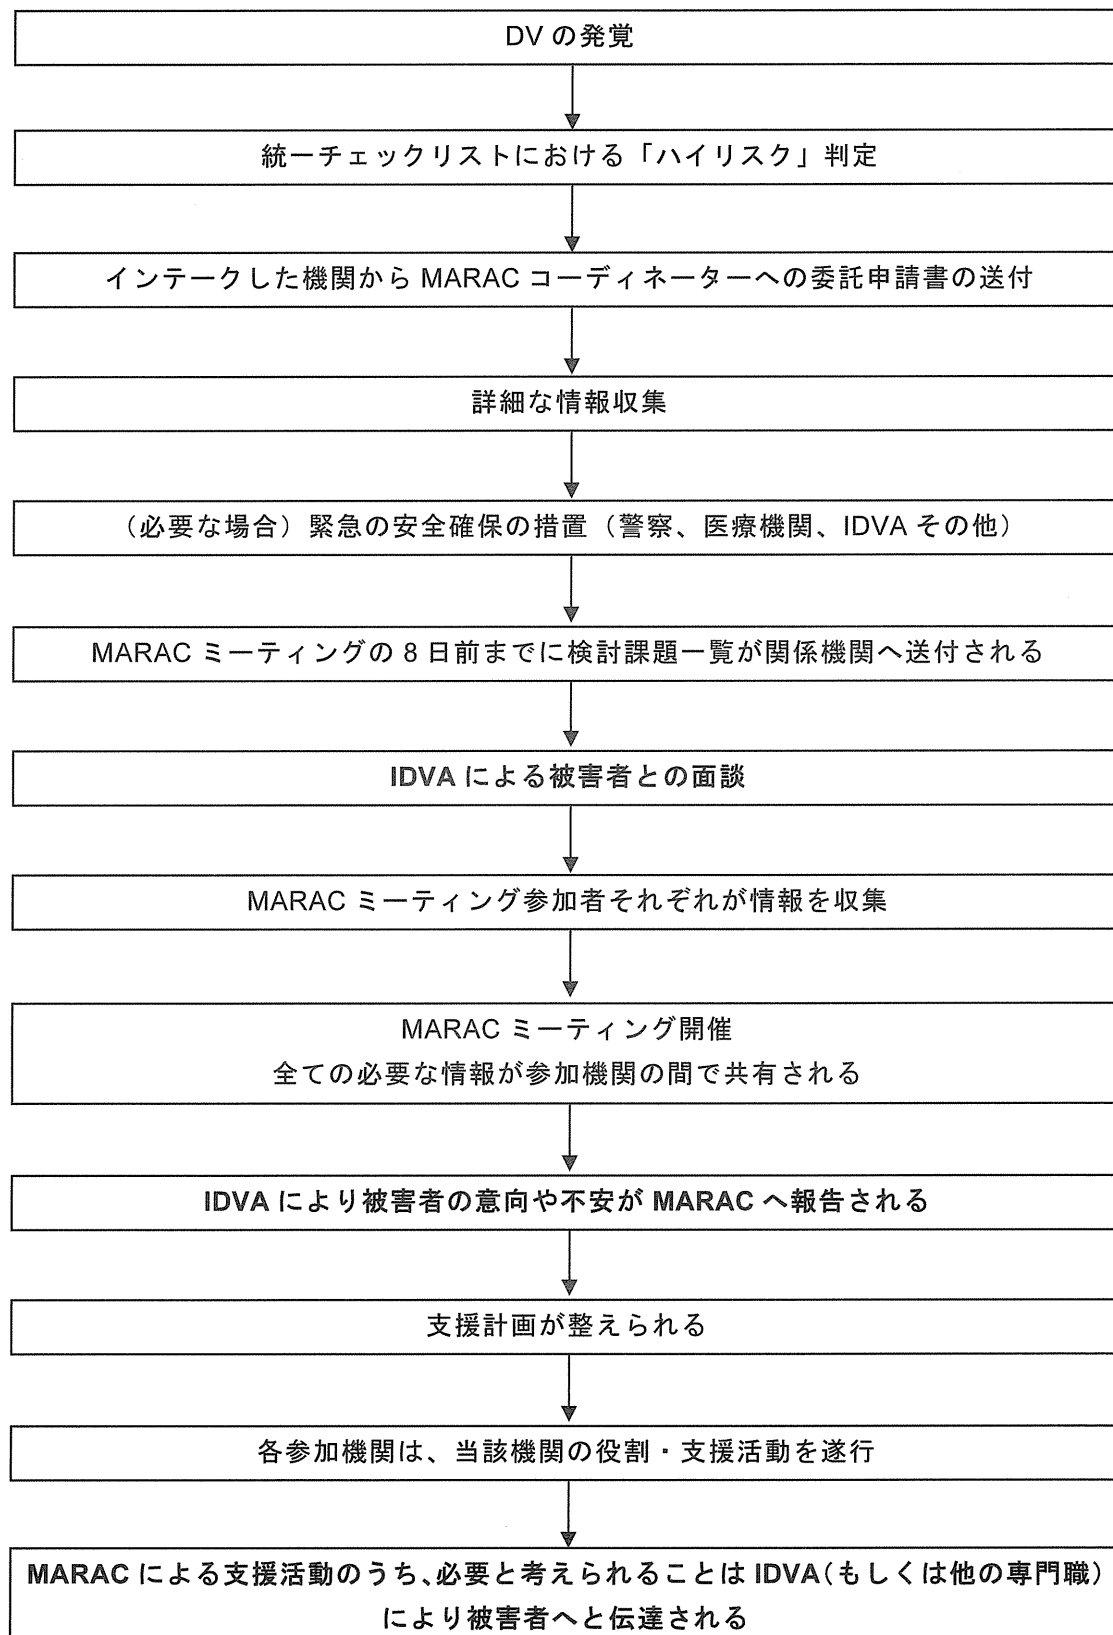 DV の発覚
統一チェックリストにおける「ハイリスク」判定
インテークした機関から MARAC コーディネーターへの委託申請書の送付
詳細な情報収集
（必要な場合）緊急の安全確保の措置（警察、医療機関、IDVA その他）
MARAC ミーティングの 8 日前までに検討課題一覧が関係機関へ送付される
IDVA による被害者との面談
MARAC ミーティング参加者それぞれが情報を収集
MARAC ミーティング開催
全ての必要な情報が参加機関の間で共有される
IDVA により被害者の意向や不安が MARAC へ報告される
支援計画が整えられる
各参加機関は、当該機関の役割・支援活動を遂行
MARAC による支援活動のうち、必要と考えられることは IDVA（もしくは他の専門職）
により被害者へと伝達される